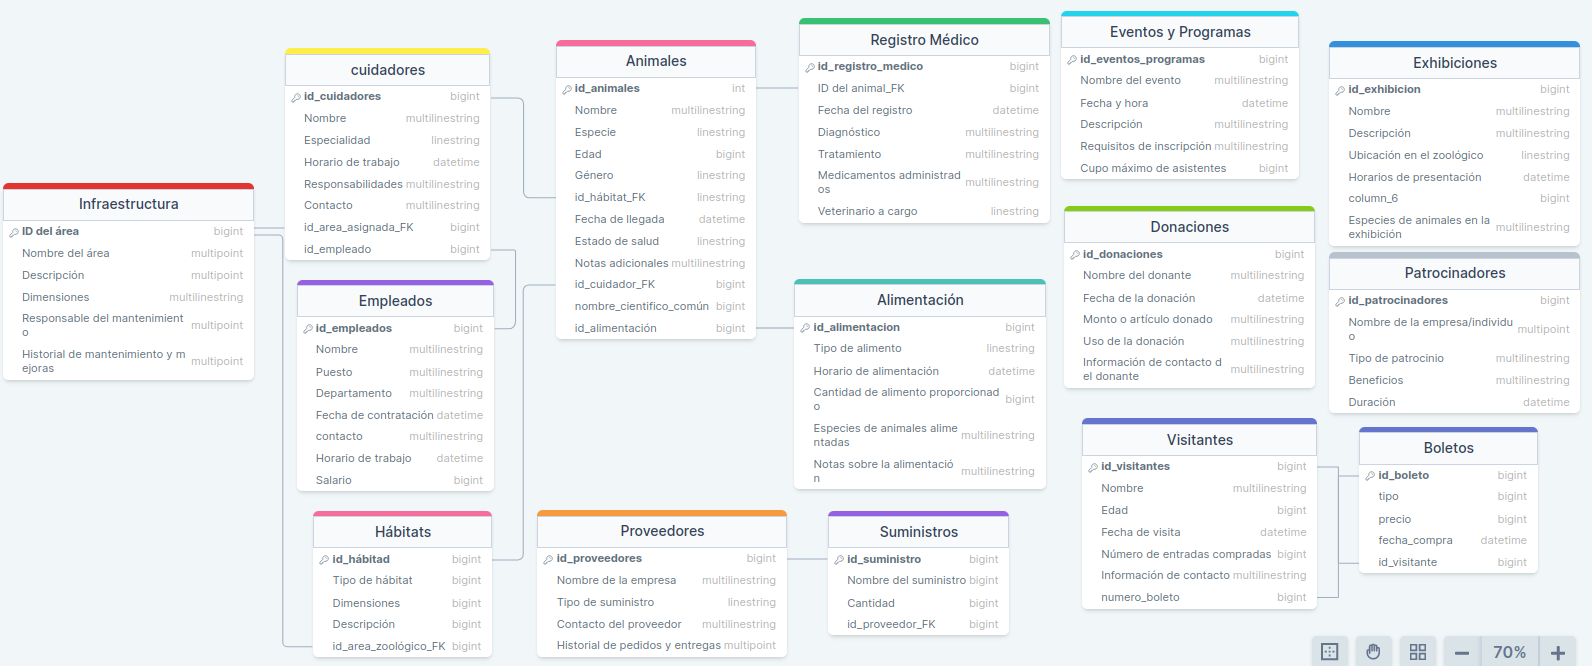 Infraestructura
ID del área bigint
Nombre del área multipoint
Descripción multipoint
Dimensiones multilinestring
Responsable del mantenimient
o multipoint
Historial de mantenimiento y m
ejoras multipoint
cuidadores
id_cuidadores bigint
Nombre multilinestring
Especialidad linestring
Horario de trabajo datetime
Responsabilidades multilinestring
Contacto multilinestring
id_area_asignada_FK bigint
id_empleado bigint
Empleados
id_empleados bigint
Nombre multilinestring
Puesto multilinestring
Departamento multilinestring
Fecha de contratación datetime
contacto multilinestring
Horario de trabajo datetime
Salario bigint
Hábitats
id_hábitad bigint
Tipo de hábitat bigint
Dimensiones bigint
Descripción bigint
id_area_zoológico_FK bigint
Animales
id_animales int
Nombre multilinestring
Especie linestring
Edad bigint
Género linestring
id_hábitat_FK linestring
Fecha de llegada datetime
Estado de salud linestring
Notas adicionales multilinestring
id_cuidador_FK bigint
nombre_cientifico_común bigint
id_alimentación bigint
Proveedores
id_proveedores bigint
Nombre de la empresa multilinestring
Tipo de suministro linestring
Contacto del proveedor multilinestring
Historial de pedidos y entregas multipoint
Registro Médico
id_registro_medico bigint
ID del animal_FK bigint
Fecha del registro datetime
Diagnóstico multilinestring
Tratamiento multilinestring
Medicamentos administrad
os multilinestring
Veterinario a cargo linestring
Alimentación
id_alimentacion bigint
Tipo de alimento linestring
Horario de alimentación datetime
Cantidad de alimento proporcionad
o bigint
Especies de animales alime
ntadas multilinestring
Notas sobre la alimentació
n multilinestring
Suministros
id_suministro bigint
Nombre del suministro bigint
Cantidad bigint
id_proveedor_FK bigint
Eventos y Programas
id_eventos_programas bigint
Nombre del evento multilinestring
Fecha y hora datetime
Descripción multilinestring
Requisitos de inscripción multilinestring
Cupo máximo de asistentes bigint
Donaciones
id_donaciones bigint
Nombre del donante multilinestring
Fecha de la donación datetime
Monto o artículo donado multilinestring
Uso de la donación multilinestring
Información de contacto d
el donante multilinestring
Visitantes
id_visitantes bigint
Nombre multilinestring
Edad bigint
Fecha de visita datetime
Número de entradas compradas bigint
Información de contacto multilinestring
numero_boleto bigint
Exhibiciones
id_exhibicion bigint
Nombre multilinestring
Descripción multilinestring
Ubicación en el zoológico linestring
Horarios de presentación datetime
column_6 bigint
Especies de animales en la
exhibición multilinestring
Patrocinadores
id_patrocinadores bigint
Nombre de la empresa/individu
o multipoint
Tipo de patrocinio multilinestring
Beneficios multilinestring
Duración datetime
Boletos
id_boleto bigint
tipo bigint
precio bigint
fecha_compra datetime
id_visitante bigint
70%